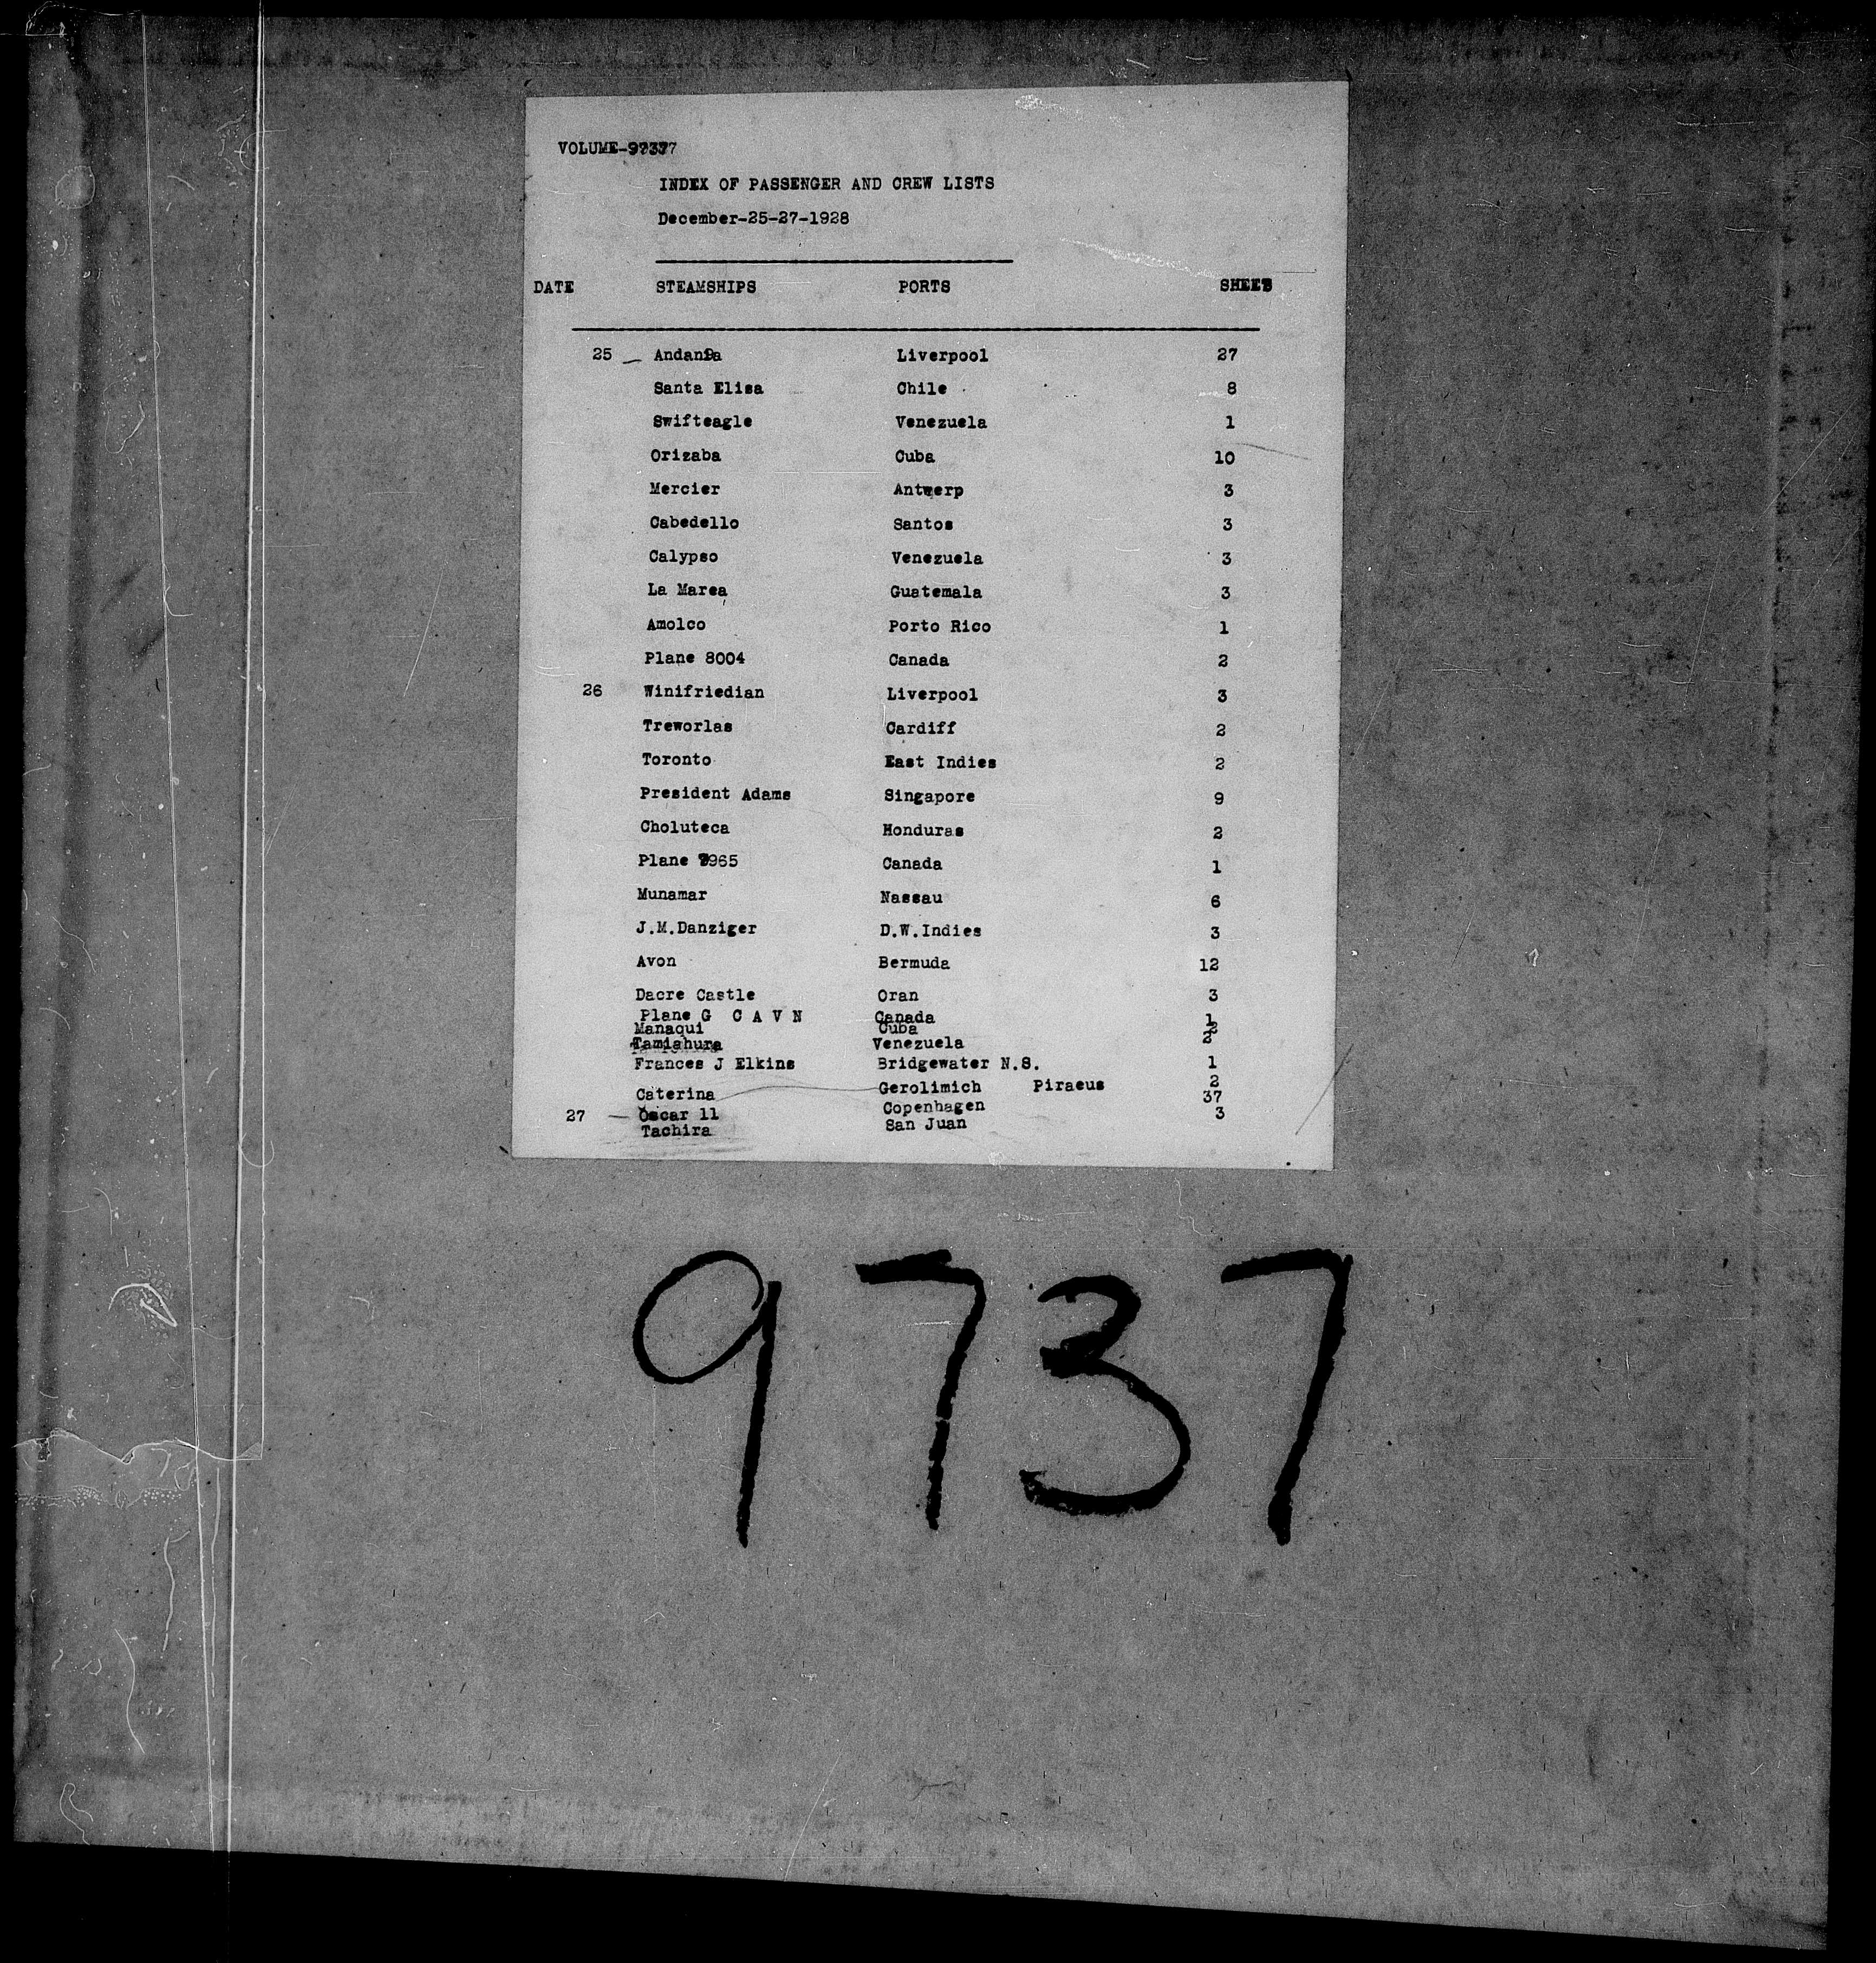 VOLUME-9737
INDEX OF PASSENGER AND CREW LISTS
December-25-27-1928
DATE STEAMSHIPS PORTS SHEET
25 Andania Liverpool 27
Santa Elisa Chile 8
Swifteagle Venezuela 1
Orizaba Cuba 10
Mercier Antwerp 3
Cabedello Santos 3
Calypso Venezuela 3
La Marea Guatemala 3
Amolco Porto Rico 1
Plane 8004 Canada 2
26 Winifriedian Liverpool 3
Treworlas Cardiff 2
Toronto East Indies 2
President Adams Singapore 9
Choluteca Honduras 2
Plane 7965 Canada 1
Munamar Nassau 6
J.M.Danziger D.W.Indies 3
Avon Bermuda 12
Dacre Castle Oran 3
Plane G C A V N Canada 1
Manaqui Cuba 2
Tamiahura Venezuela 2
Frances J Elkins Bridgewater N.S. 1
Caterina Gerolimich Piraeus 2
27 Oscar 11 Copenhagen 37
Tachira San Juan 3
9737